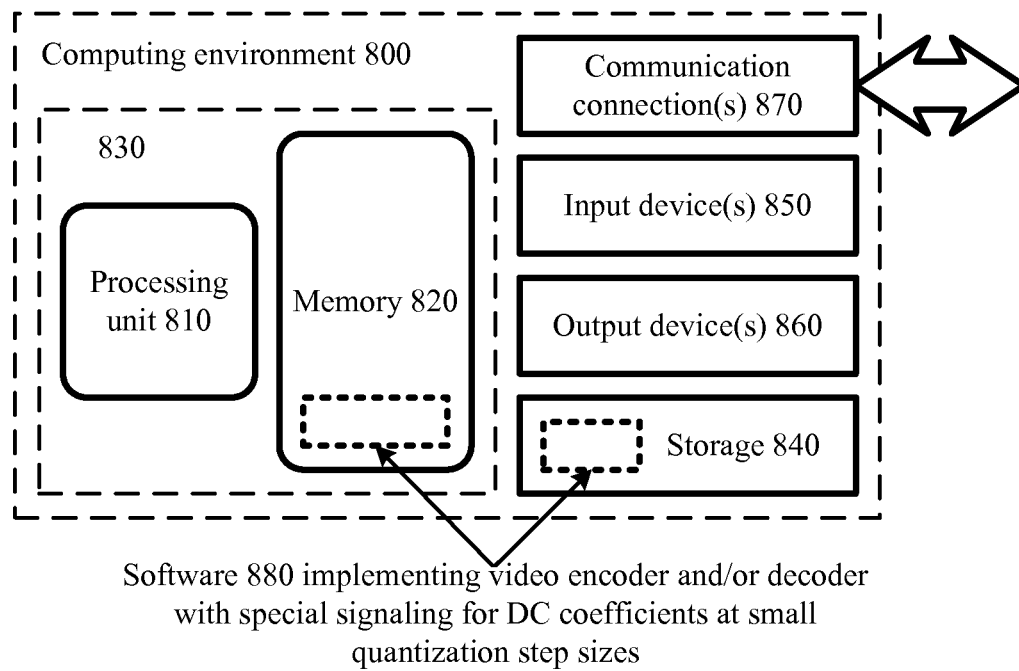 Computing environment 800
830
Processing
unit 810
Memory 820
Communication
connection(s) 870
Input device(s) 850
Output device(s) 860
Storage 840
Software 880 implementing video encoder and/or decoder
with special signaling for DC coefficients at small
quantization step sizes